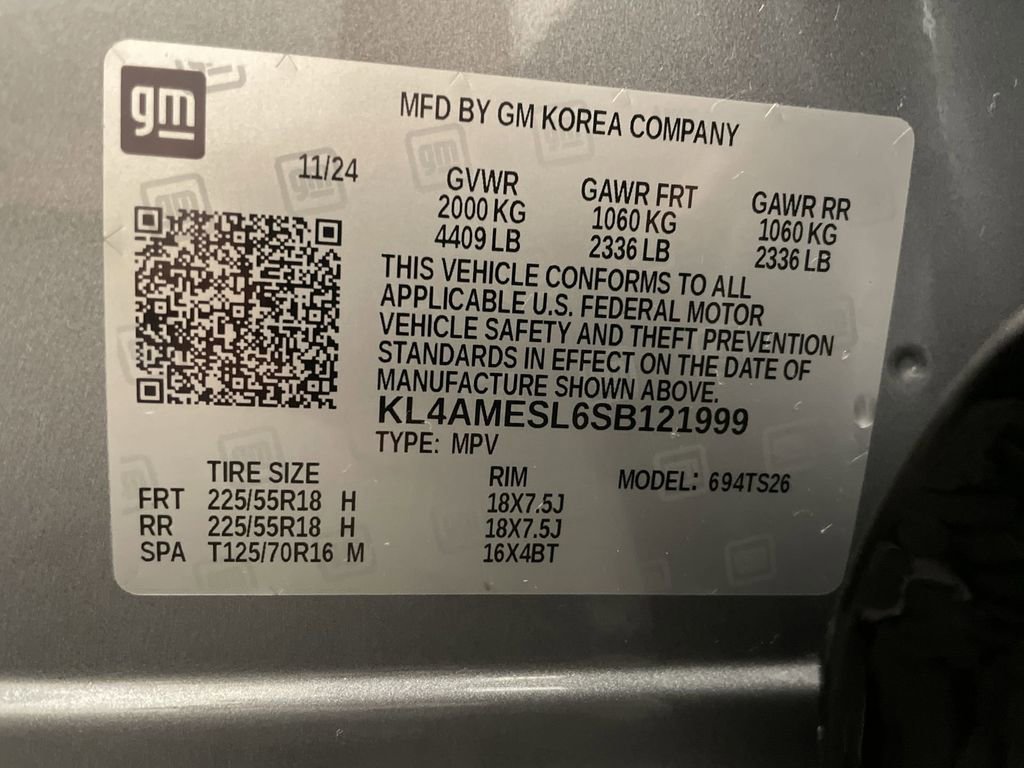 gm
MFD BY GM KOREA COMPANY
11/24
GVWR GAWR FRT GAWR RR
2000 KG 1060 KG 1060 KG
4409 LB 2336 LB 2336 LB
THIS VEHICLE CONFORMS TO ALL
APPLICABLE U.S. FEDERAL MOTOR
VEHICLE SAFETY AND THEFT PREVENTION
STANDARDS IN EFFECT ON THE DATE OF
MANUFACTURE SHOWN ABOVE.
KL4AMESL6SB121999
TYPE: MPV
TIRE SIZE RIM MODEL: 694TS26
FRT 225/55R18 H 18X7.5J
RR 225/55R18 H 18X7.5J
SPA T125/70R16 M 16X4BT